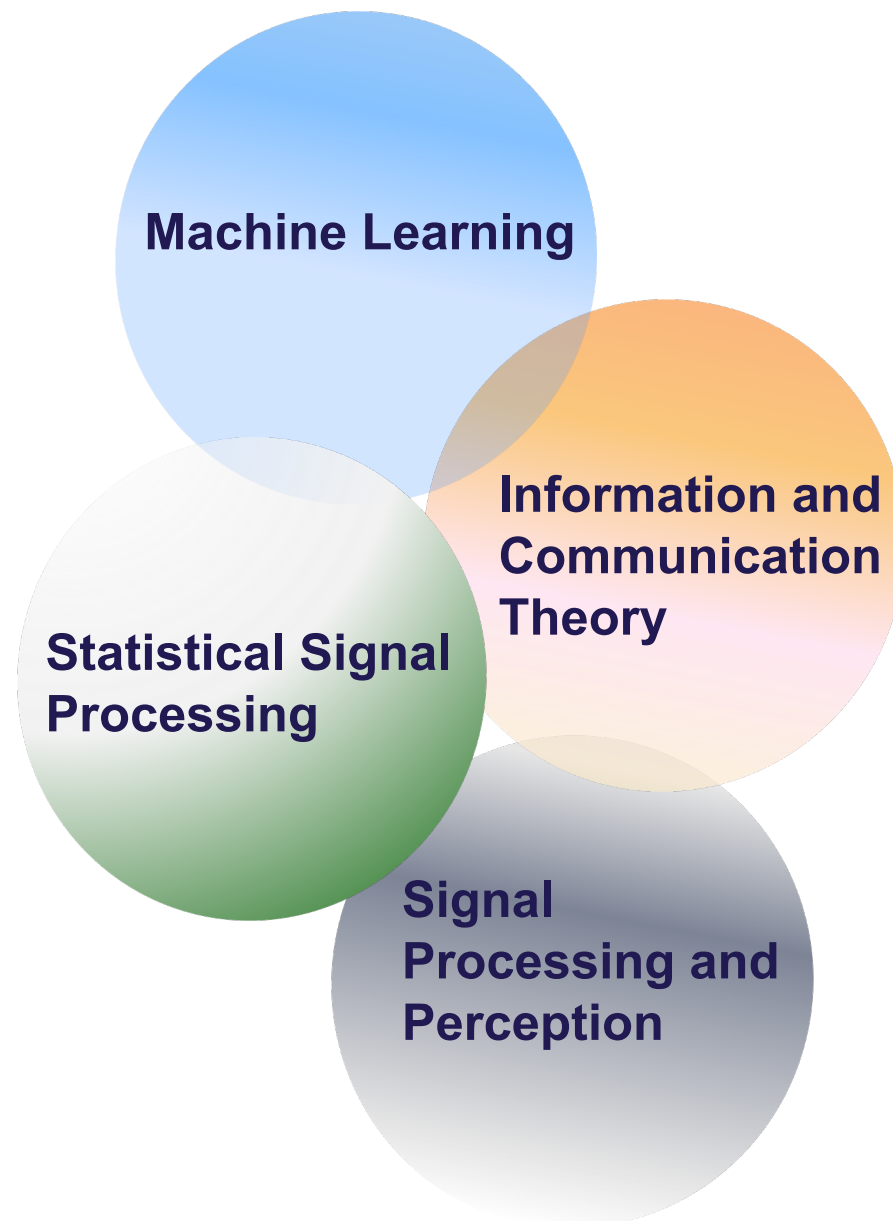 Machine Learning
Information and
Communication
Theory
Statistical Signal
Processing
Signal
Processing and
Perception